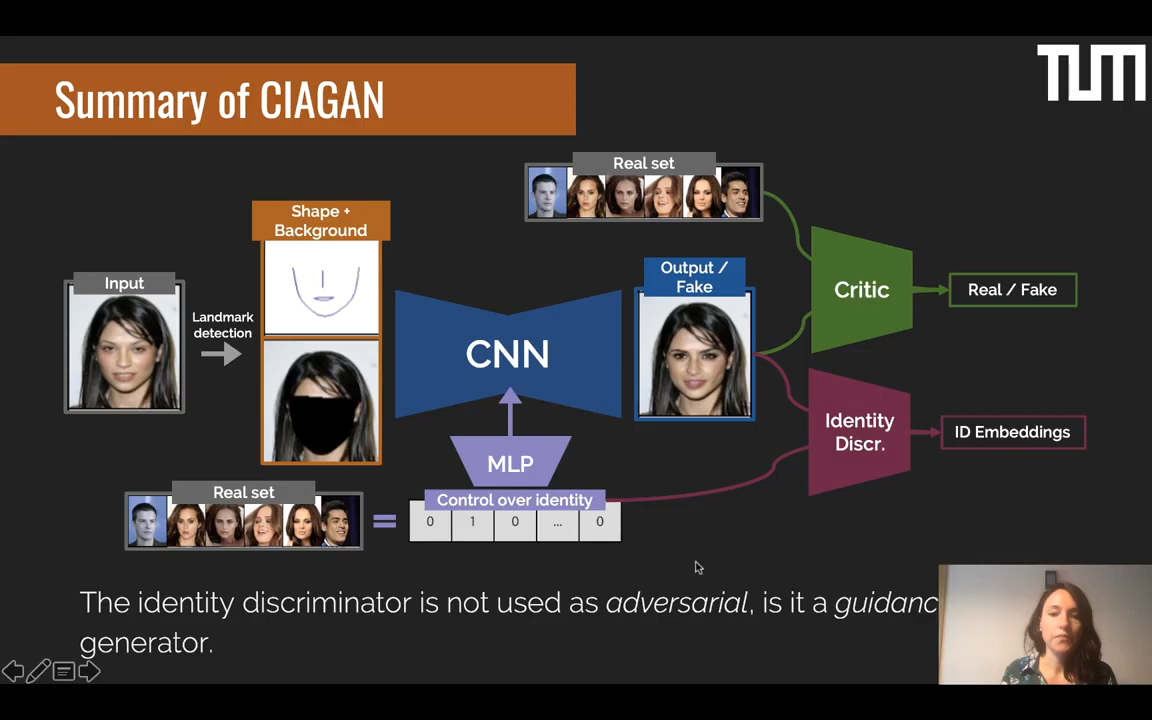 Summary of CIAGAN
TUM
Real set
Shape +
Background
Input
Landmark
detection
CNN
Output /
Fake
Critic
Real / Fake
MLP
Identity
Discr.
ID Embeddings
Real set
=
Control over identity
0 1 0 ... 0
The identity discriminator is not used as adversarial, is it a guidanc
generator.